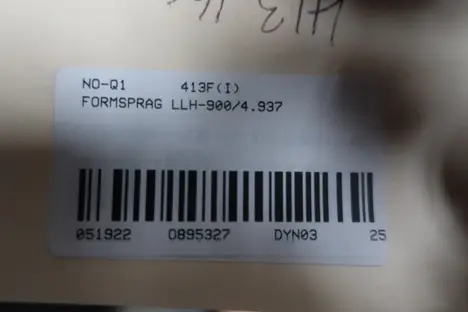 NO-Q1 413F(I)
FORMSPRAG LLH-900/4.937
051922 0895327 DYN03 25